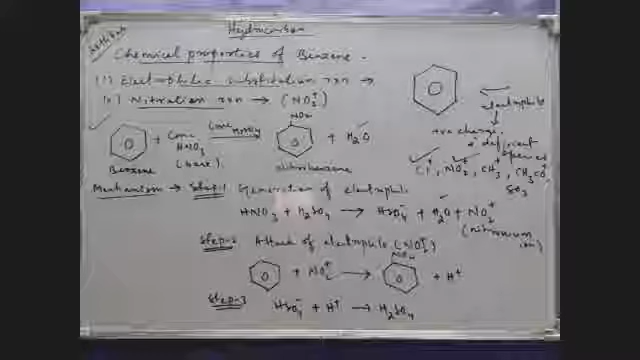 Hydrocarbon
Chemical properties of Benzene.
(1) Electrophilic substitution rxn →
Nitration rxn → (NO2+)
electrophile
+ve charge
e- deficient
species
Cl+, NO2+, CH3+, CH3CO+
SO3
NO2
+ Conc HNO3
Conc H2SO4
+ H2O
(base)
Benzene
nitrobenzene
Mechanism → Step-1 Generation of electrophile
HNO3 + H2SO4 → HSO4- + H2O + NO2+
(nitronium ion)
Step-2 Attack of electrophile (NO2+)
NO2
+ NO2+ → + H+
Step-3 HSO4- + H+ → H2SO4